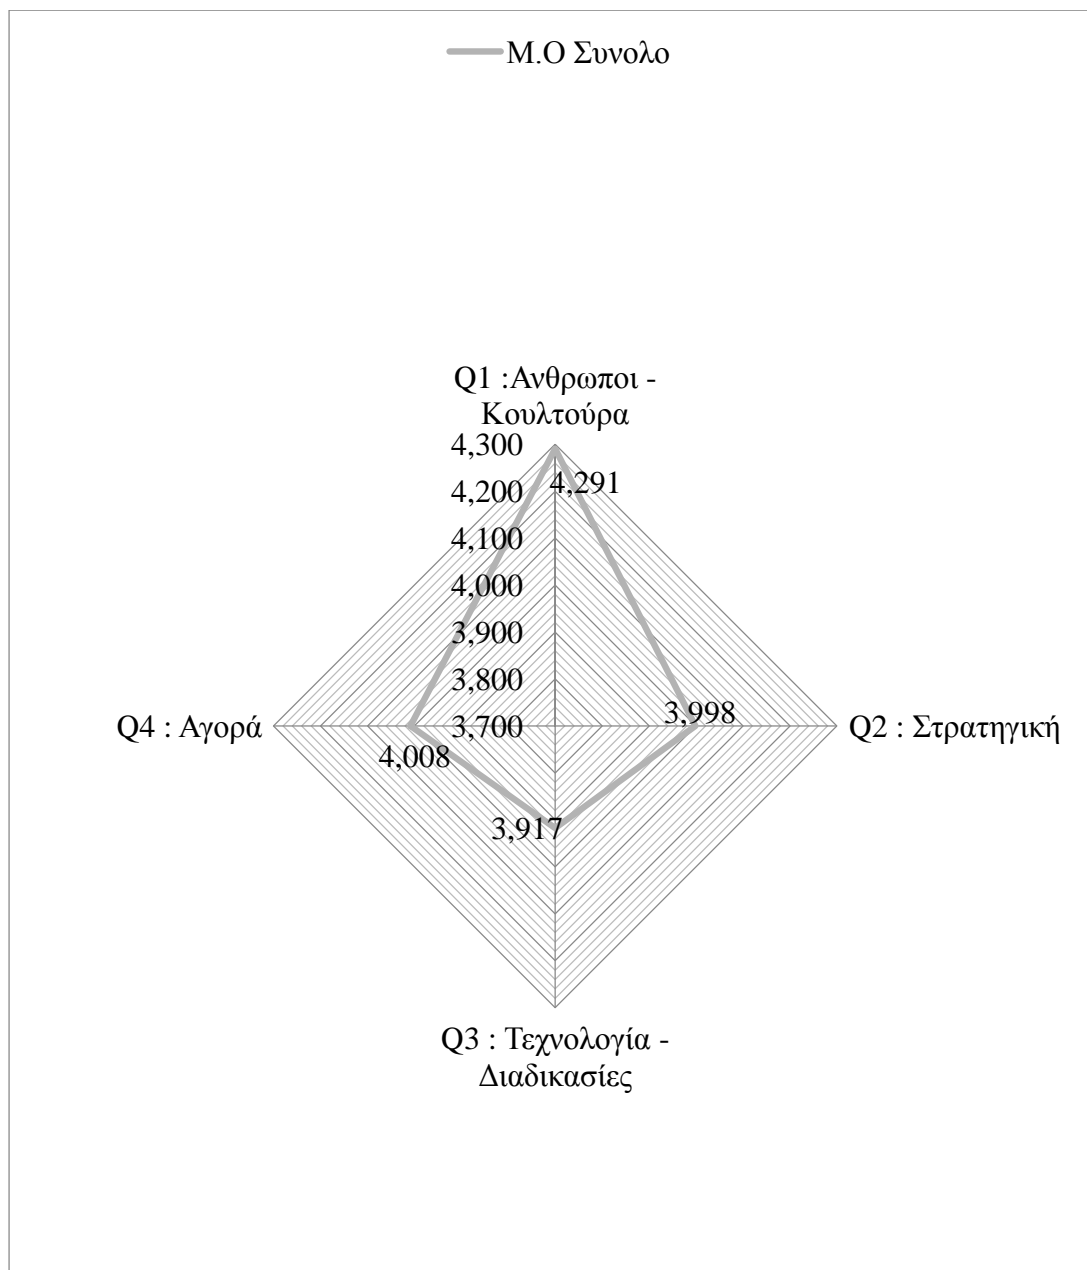 Μ.Ο Συνολο
Q1 :Ανθρωποι -
Κουλτούρα
4,300
4,291
4,200
4,100
4,000
3,900
3,800
3,998
3,700
Q4 : Αγορά
Q2 : Στρατηγική
4,008
3,917
Q3 : Τεχνολογία -
Διαδικασίες